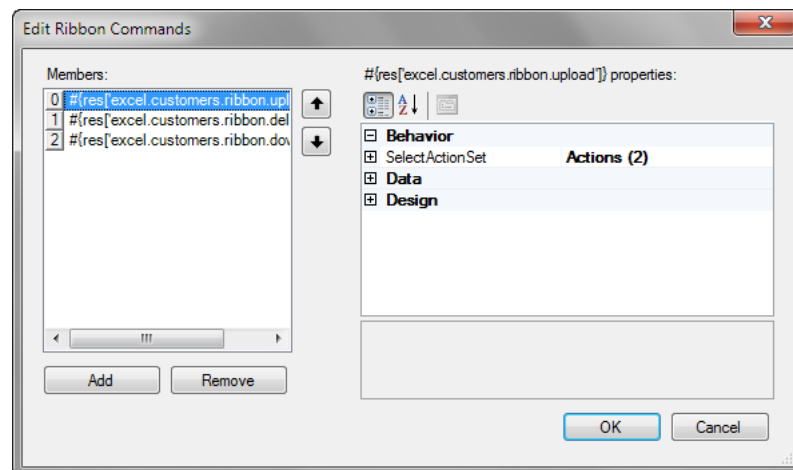 Edit Ribbon Commands
Members:
0 #{res['excel.customers.ribbon.upl
1 #{res['excel.customers.ribbon.del
2 #{res['excel.customers.ribbon.dov
Add
Remove
#{res['excel.customers.ribbon.upload']} properties:
Behavior
SelectActionSet Actions (2)
Data
Design
OK
Cancel